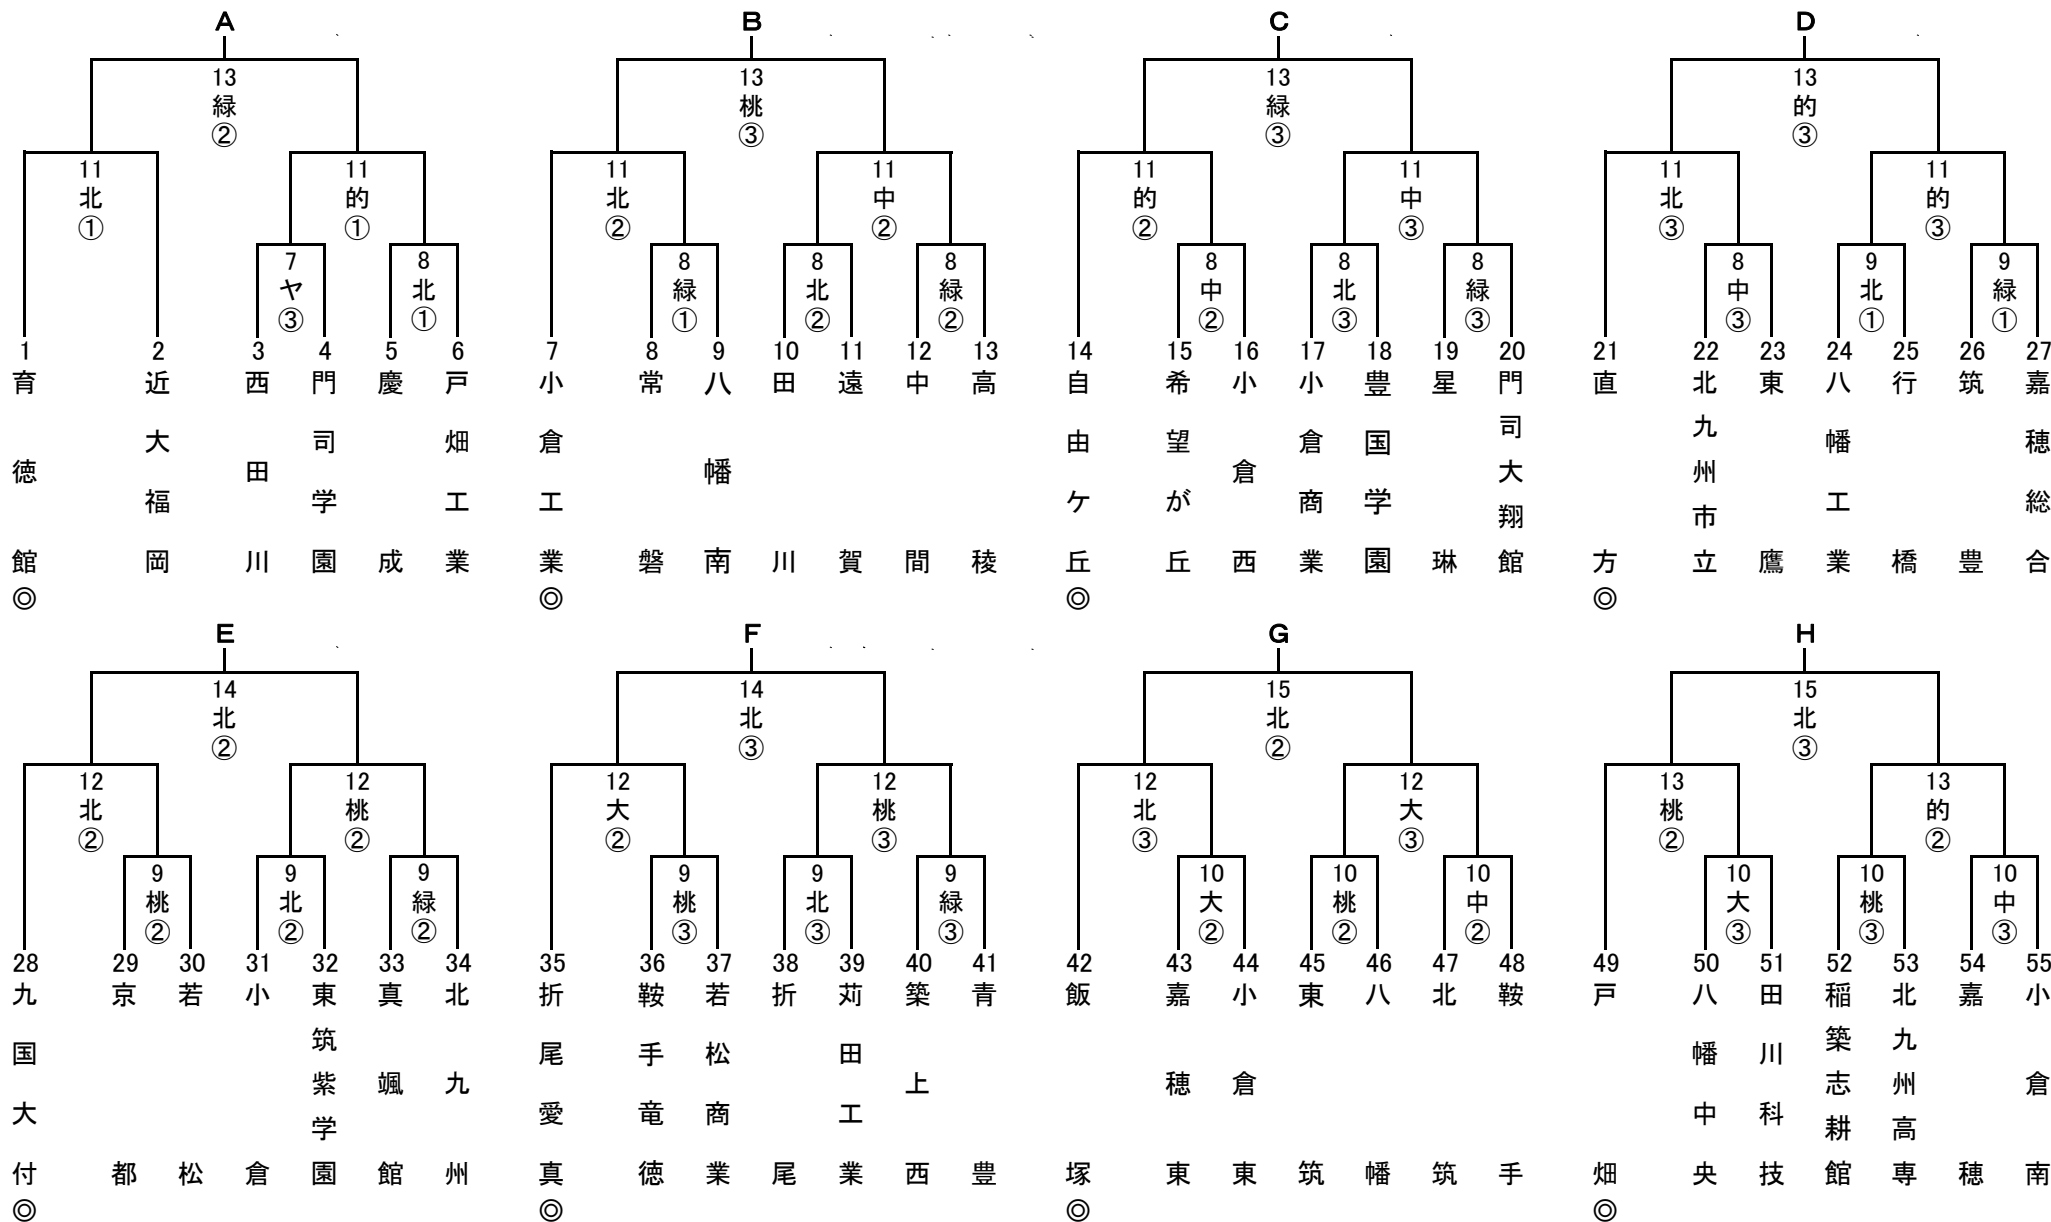 A B C D
13 13 13 13
緑 桃 緑 的
② ③ ③ ③
11 11 11 11 11 11 11 11
北 的 北 中 的 中 北 的
① ① ② ② ② ③ ③ ③
7 8 8 8 8 8 8 8 8 9 9
ヤ 北 緑 北 緑 中 北 緑 中 北 緑
③ ① ① ② ② ② ③ ③ ③ ① ①
1 育徳館 ◎
2 近大福岡
3 西田川
4 門司学園
5 慶成
6 戸畑工業
7 小倉工業 ◎
8 常磐
9 八幡南
10 田川
11 遠賀
12 中間
13 高稜
14 自由ケ丘 ◎
15 希望が丘
16 小倉西
17 小倉商業
18 豊国学園
19 星琳
20 門司大翔館
21 直方 ◎
22 北九州市立
23 東鷹
24 八幡工業
25 行橋
26 筑豊
27 嘉穂総合
E F G H
14 14 15 15
北 北 北 北
② ③ ② ③
12 12 12 12 12 12 13 13
北 桃 大 桃 北 大 桃 的
② ② ② ③ ③ ③ ② ②
9 9 9 9 9 9 10 10 10 10 10 10
桃 北 緑 桃 北 緑 大 桃 中 大 桃 中
② ② ② ③ ③ ③ ② ② ② ③ ③ ③
28 九国大付 ◎
29 京都
30 若松
31 小倉
32 東筑紫学園
33 真颯館
34 北九州
35 折尾愛真 ◎
36 鞍手竜徳
37 若松商業
38 折尾
39 苅田工業
40 築上西
41 青豊
42 飯塚 ◎
43 嘉穂東
44 小倉東
45 東筑
46 八幡
47 北筑
48 鞍手
49 戸畑 ◎
50 八幡中央
51 田川科技
52 稲築志耕館
53 北九州高専
54 嘉穂
55 小倉南